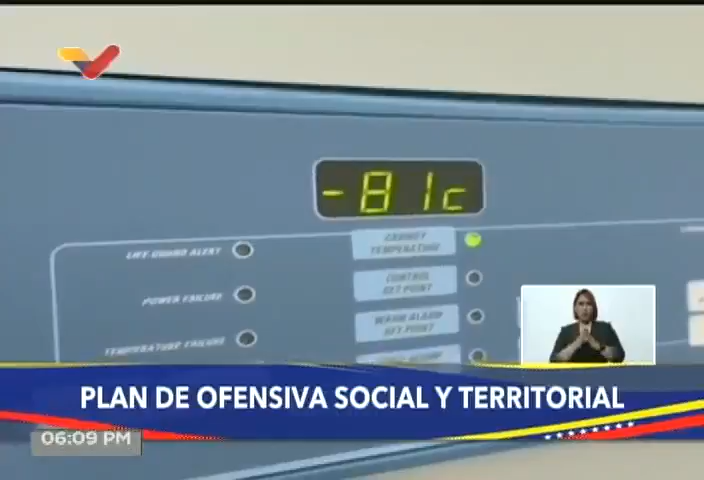 -81c
LIFE-GUARD ALERT
CABINET
TEMPERATURE
CONTROL
SET POINT
POWER FAILURE
WARM ALARM
SET POINT
TEMPERATURE FAILURE
PLAN DE OFENSIVA SOCIAL Y TERRITORIAL
06:09 PM